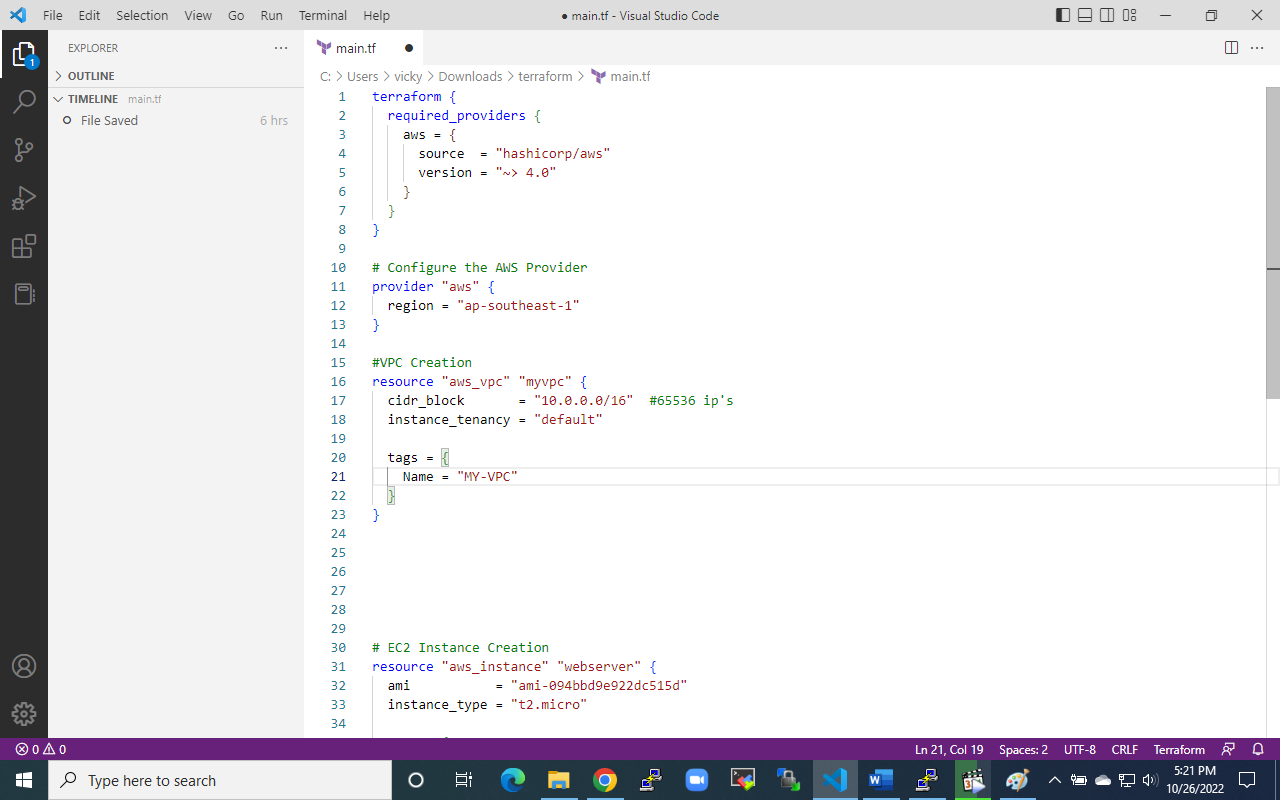 File Edit Selection View Go Run Terminal Help
● main.tf - Visual Studio Code
EXPLORER
1
OUTLINE
TIMELINE main.tf
File Saved 6 hrs
main.tf
C: > Users > vicky > Downloads > terraform > main.tf
1 terraform {
2 required_providers {
3 aws = {
4 source  = "hashicorp/aws"
5 version = "~> 4.0"
6 }
7 }
8 }
9
10 # Configure the AWS Provider
11 provider "aws" {
12 region = "ap-southeast-1"
13 }
14
15 #VPC Creation
16 resource "aws_vpc" "myvpc" {
17 cidr_block       = "10.0.0.0/16"  #65536 ip's
18 instance_tenancy = "default"
19
20 tags = {
21 Name = "MY-VPC"
22 }
23 }
24
25
26
27
28
29
30 # EC2 Instance Creation
31 resource "aws_instance" "webserver" {
32 ami           = "ami-094bbd9e922dc515d"
33 instance_type = "t2.micro"
34
0 0
Ln 21, Col 19 Spaces: 2 UTF-8 CRLF Terraform
Type here to search
5:21 PM
10/26/2022